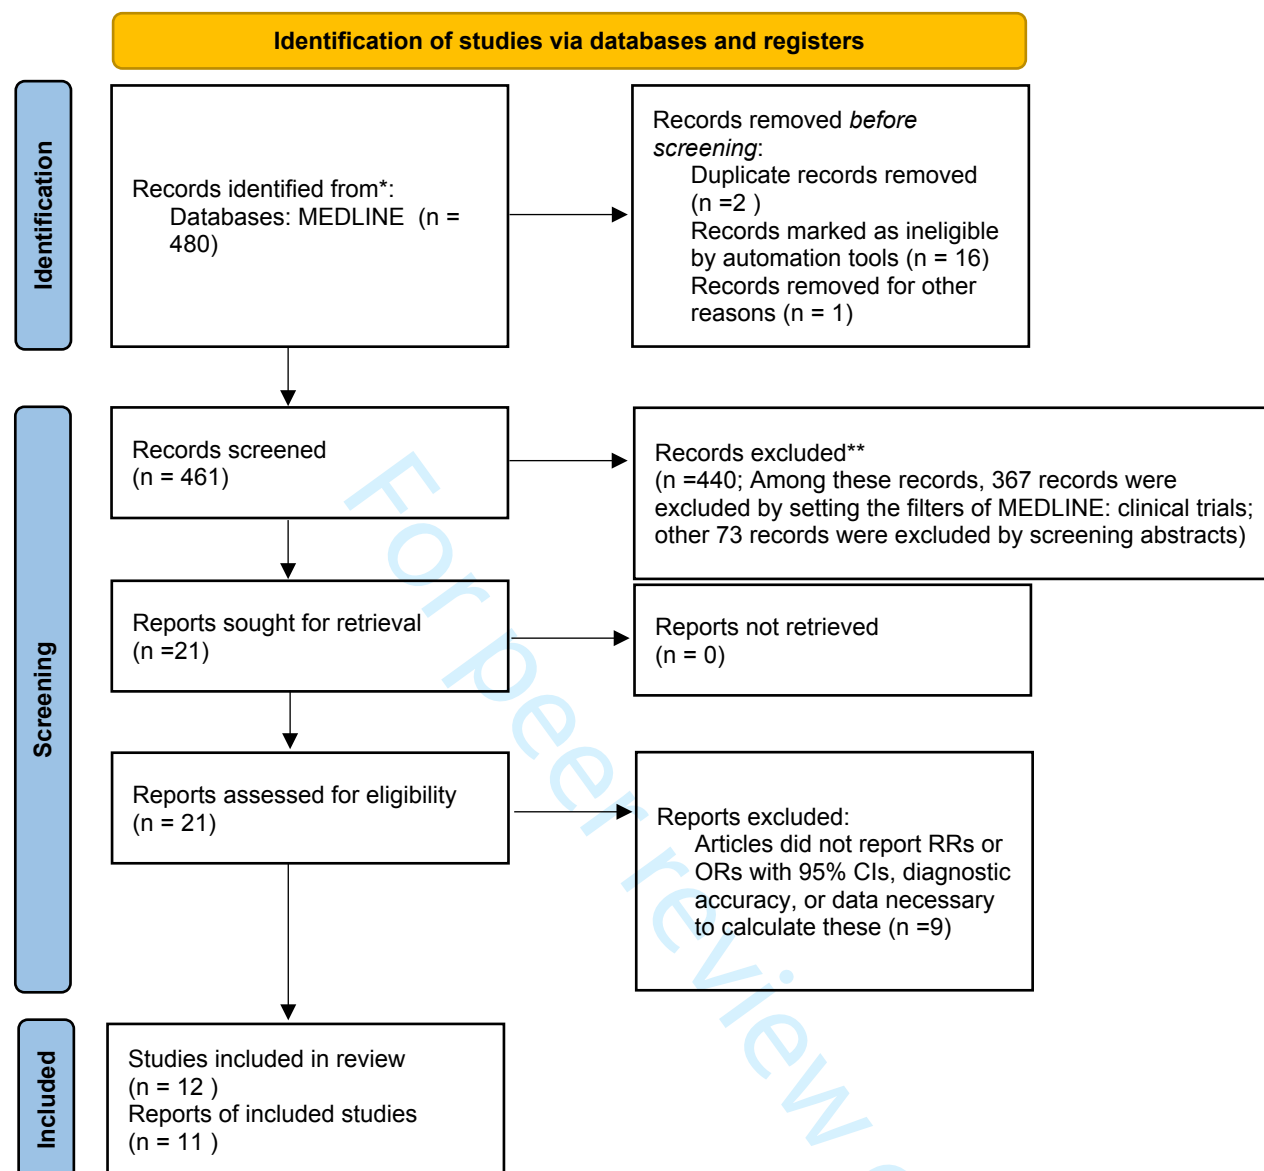 Identification of studies via databases and registers
Identification
Records identified from*:
Databases: MEDLINE (n =
480)
Records removed before
screening:
Duplicate records removed
(n =2 )
Records marked as ineligible
by automation tools (n = 16)
Records removed for other
reasons (n = 1)
Screening
Records screened
(n = 461)
Records excluded**
(n =440; Among these records, 367 records were
excluded by setting the filters of MEDLINE: clinical trials;
other 73 records were excluded by screening abstracts)
Reports sought for retrieval
(n =21)
Reports not retrieved
(n = 0)
Reports assessed for eligibility
(n = 21)
Reports excluded:
Articles did not report RRs or
ORs with 95% CIs, diagnostic
accuracy, or data necessary
to calculate these (n =9)
Included
Studies included in review
(n = 12 )
Reports of included studies
(n = 11 )
For peer review